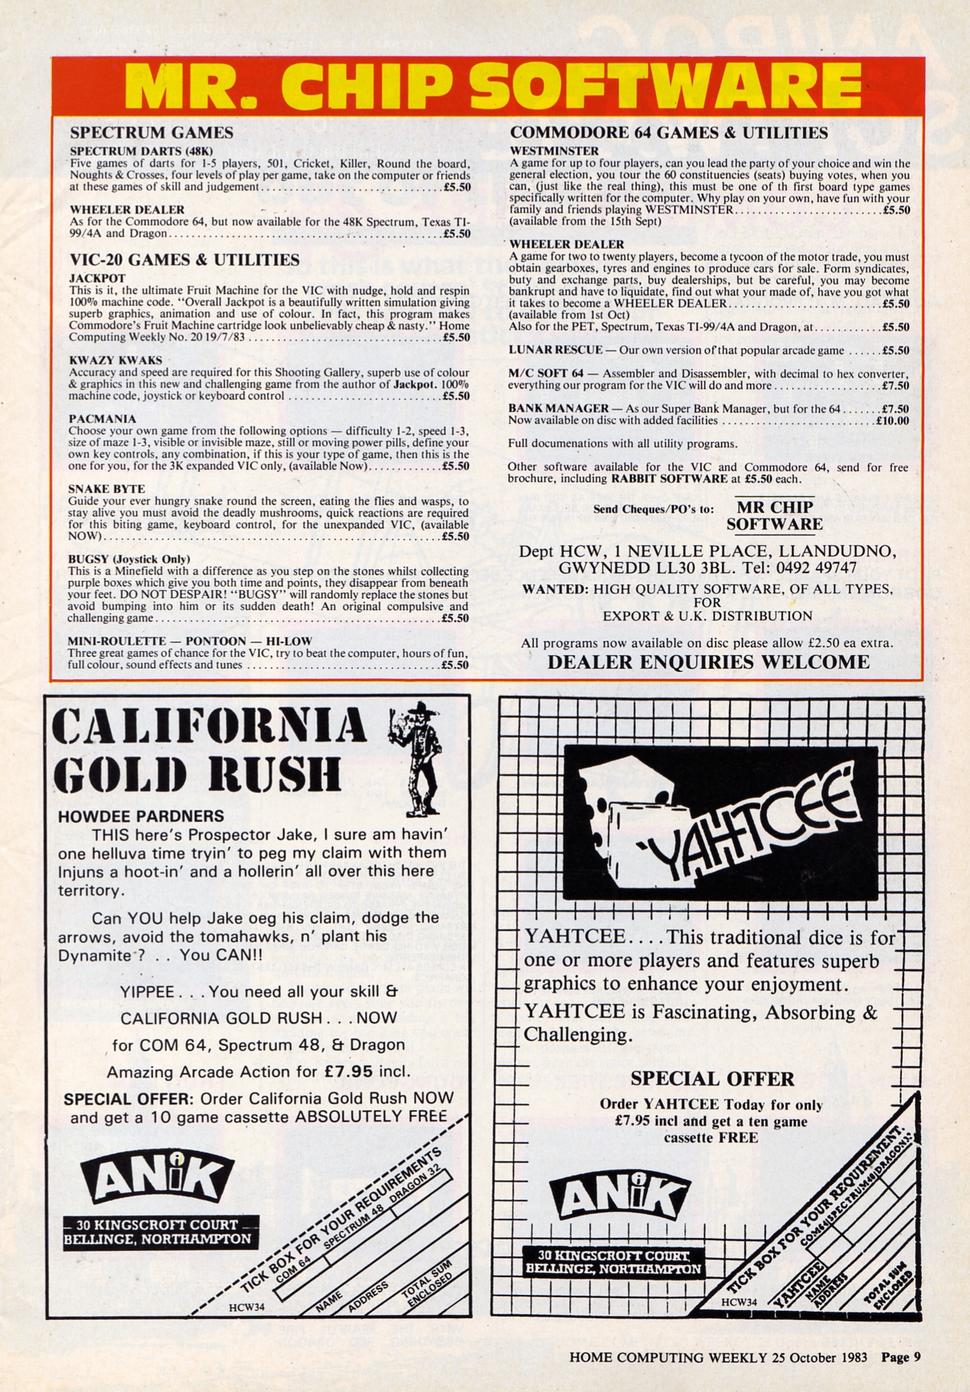 MR. CHIP SOFTWARE
SPECTRUM GAMES
SPECTRUM DARTS (48K)
Five games of darts for 1-5 players, 501, Cricket, Killer, Round the board,
Noughts & Crosses, four levels of play per game, take on the computer or friends
at these games of skill and judgement..............................£5.50
WHEELER DEALER
As for the Commodore 64, but now available for the 48K Spectrum, Texas TI-
99/4A and Dragon..............................£5.50
VIC-20 GAMES & UTILITIES
JACKPOT
This is it, the ultimate Fruit Machine for the VIC with nudge, hold and respin
100% machine code. "Overall Jackpot is a beautifully written simulation giving
superb graphics, animation and use of colour. In fact, this program makes
Commodore's Fruit Machine cartridge look unbelievably cheap & nasty." Home
Computing Weekly No. 20 19/7/83..............................£5.50
KWAZY KWAKS
Accuracy and speed are required for this Shooting Gallery, superb use of colour
& graphics in this new and challenging game from the author of Jackpot. 100%
machine code, joystick or keyboard control..............................£5.50
PACMANIA
Choose your own game from the following options — difficulty 1-2, speed 1-3,
size of maze 1-3, visible or invisible maze, still or moving power pills, define your
own key controls, any combination, if this is your type of game, then this is the
one for you, for the 3K expanded VIC only, (available Now)..............£5.50
SNAKE BYTE
Guide your ever hungry snake round the screen, eating the flies and wasps, to
stay alive you must avoid the deadly mushrooms, quick reactions are required
for this biting game, keyboard control, for the unexpanded VIC, (available
NOW)..............................£5.50
BUGSY (Joystick Only)
This is a Minefield with a difference as you step on the stones whilst collecting
purple boxes which give you both time and points, they disappear from beneath
your feet. DO NOT DESPAIR! "BUGSY" will randomly replace the stones but
avoid bumping into him or its sudden death! An original compulsive and
challenging game..............................£5.50
MINI-ROULETTE — PONTOON — HI-LOW
Three great games of chance for the VIC, try to beat the computer, hours of fun,
full colour, sound effects and tunes..............................£5.50
COMMODORE 64 GAMES & UTILITIES
WESTMINSTER
A game for up to four players, can you lead the party of your choice and win the
general election, you tour the 60 constituencies (seats) buying votes, when you
can, (just like the real thing), this must be one of th first board type games
specifically written for the computer. Why play on your own, have fun with your
family and friends playing WESTMINSTER..............................£5.50
(available from the 15th Sept)
WHEELER DEALER
A game for two to twenty players, become a tycoon of the motor trade, you must
obtain gearboxes, tyres and engines to produce cars for sale. Form syndicates,
buty and exchange parts, buy dealerships, but be careful, you may become
bankrupt and have to liquidate, find out what your made of, have you got what
it takes to become a WHEELER DEALER..............................£5.50
(available from 1st Oct)
Also for the PET, Spectrum, Texas TI-99/4A and Dragon, at..............£5.50
LUNAR RESCUE — Our own version of that popular arcade game ......£5.50
M/C SOFT 64 — Assembler and Disassembler, with decimal to hex converter,
everything our program for the VIC will do and more..............£7.50
BANK MANAGER — As our Super Bank Manager, but for the 64.......£7.50
Now available on disc with added facilities..............£10.00
Full documenations with all utility programs.
Other software available for the VIC and Commodore 64, send for free
brochure, including RABBIT SOFTWARE at £5.50 each.
Send Cheques/PO's to: MR CHIP
SOFTWARE
Dept HCW, 1 NEVILLE PLACE, LLANDUDNO,
GWYNEDD LL30 3BL. Tel: 0492 49747
WANTED: HIGH QUALITY SOFTWARE, OF ALL TYPES,
FOR
EXPORT & U.K. DISTRIBUTION
All programs now available on disc please allow £2.50 ea extra.
DEALER ENQUIRIES WELCOME
CALIFORNIA
GOLD RUSH
HOWDEE PARDNERS
THIS here's Prospector Jake, I sure am havin'
one helluva time tryin' to peg my claim with them
Injuns a hoot-in' and a hollerin' all over this here
territory.
Can YOU help Jake oeg his claim, dodge the
arrows, avoid the tomahawks, n' plant his
Dynamite ? . . You CAN!!
YIPPEE . . . You need all your skill &
CALIFORNIA GOLD RUSH . . . NOW
for COM 64, Spectrum 48, & Dragon
Amazing Arcade Action for £7.95 incl.
SPECIAL OFFER: Order California Gold Rush NOW
and get a 10 game cassette ABSOLUTELY FREE
ANiK
30 KINGSCROFT COURT
BELLINGE, NORTHAMPTON
TICK BOX FOR YOUR REQUIREMENTS
COM 64 SPECTRUM 48 DRAGON 32
NAME
ADDRESS
TOTAL SUM
ENCLOSED
HCW34
YAHTCEE
YAHTCEE. . . .This traditional dice is for
one or more players and features superb
graphics to enhance your enjoyment.
YAHTCEE is Fascinating, Absorbing &
Challenging.
SPECIAL OFFER
Order YAHTCEE Today for only
£7.95 incl and get a ten game
cassette FREE
ANiK
30 KINGSCROFT COURT
BELLINGE, NORTHAMPTON
TICK BOX FOR YOUR REQUIREMENT.
COM64 SPECTRUM48 DRAGON32
YAHTCEE
NAME
ADDRESS
TOTAL SUM
ENCLOSED
HCW34
HOME COMPUTING WEEKLY 25 October 1983 Page 9